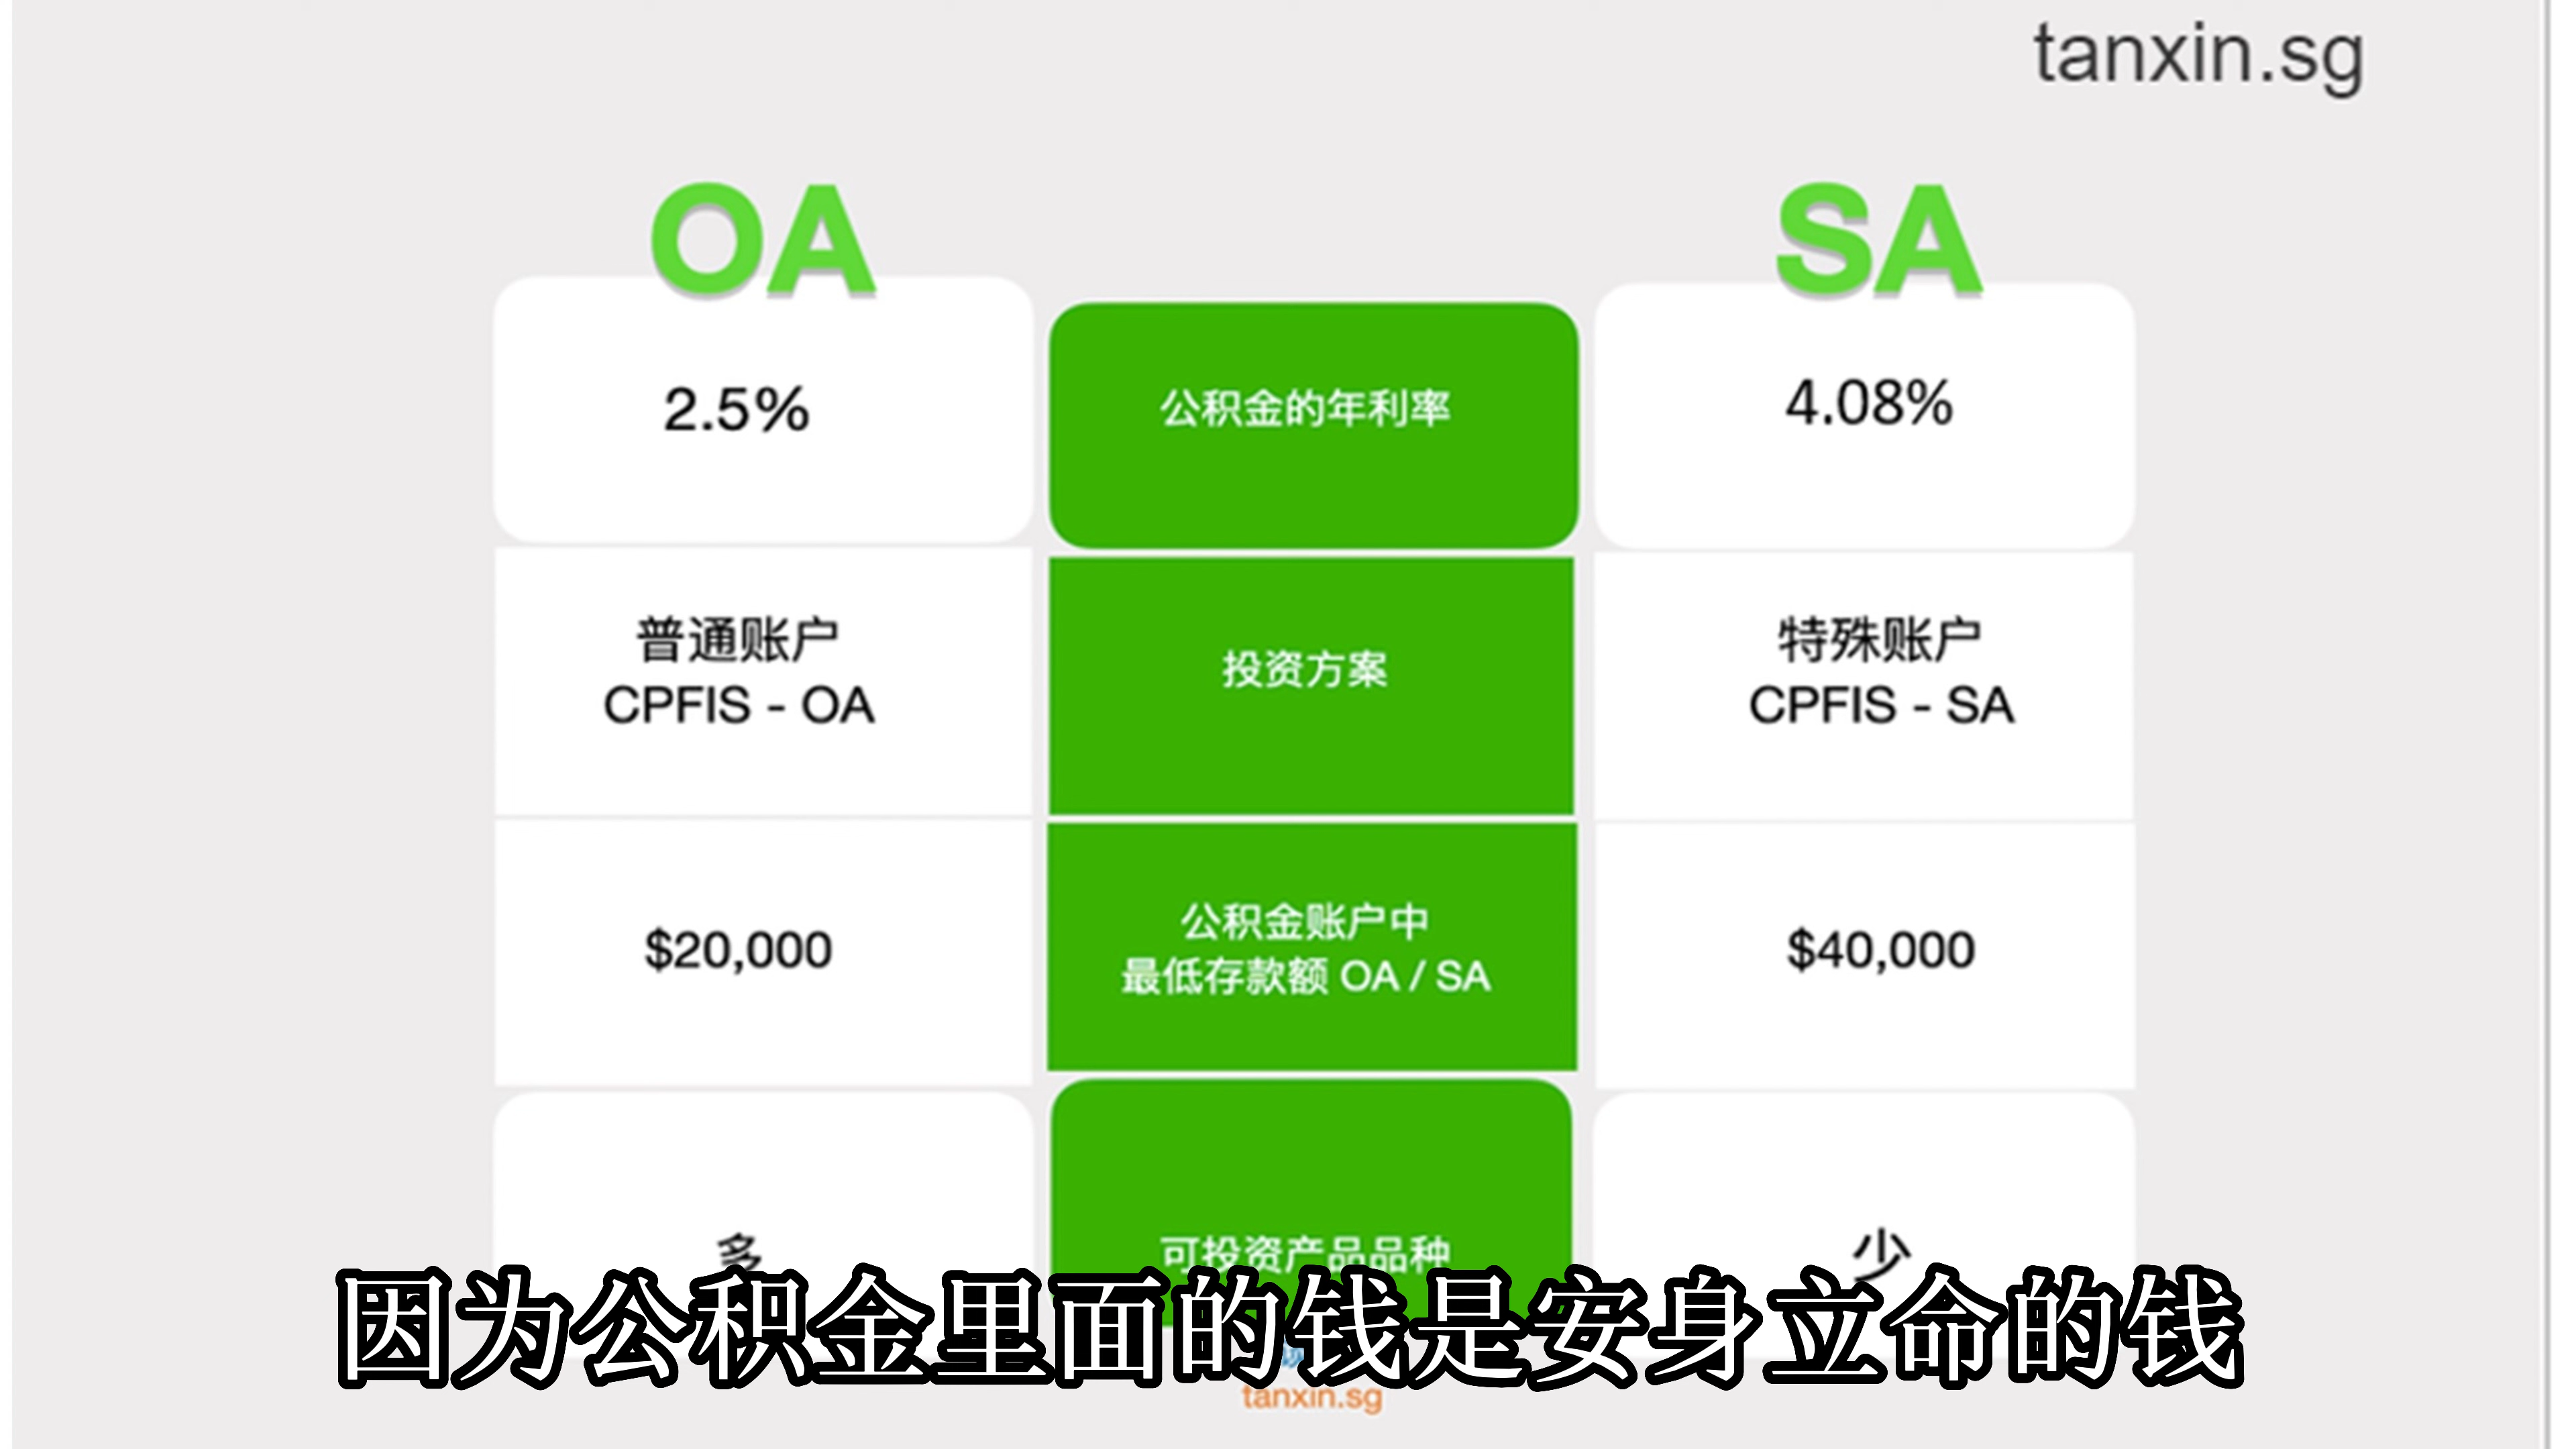 tanxin.sg
OA
SA
2.5%
公积金的年利率
4.08%
普通账户
CPFIS - OA
投资方案
特殊账户
CPFIS - SA
$20,000
公积金账户中
最低存款额 OA / SA
$40,000
多
可投资产品品种
少
因为公积金里面的钱是安身立命的钱
tanxin.sg